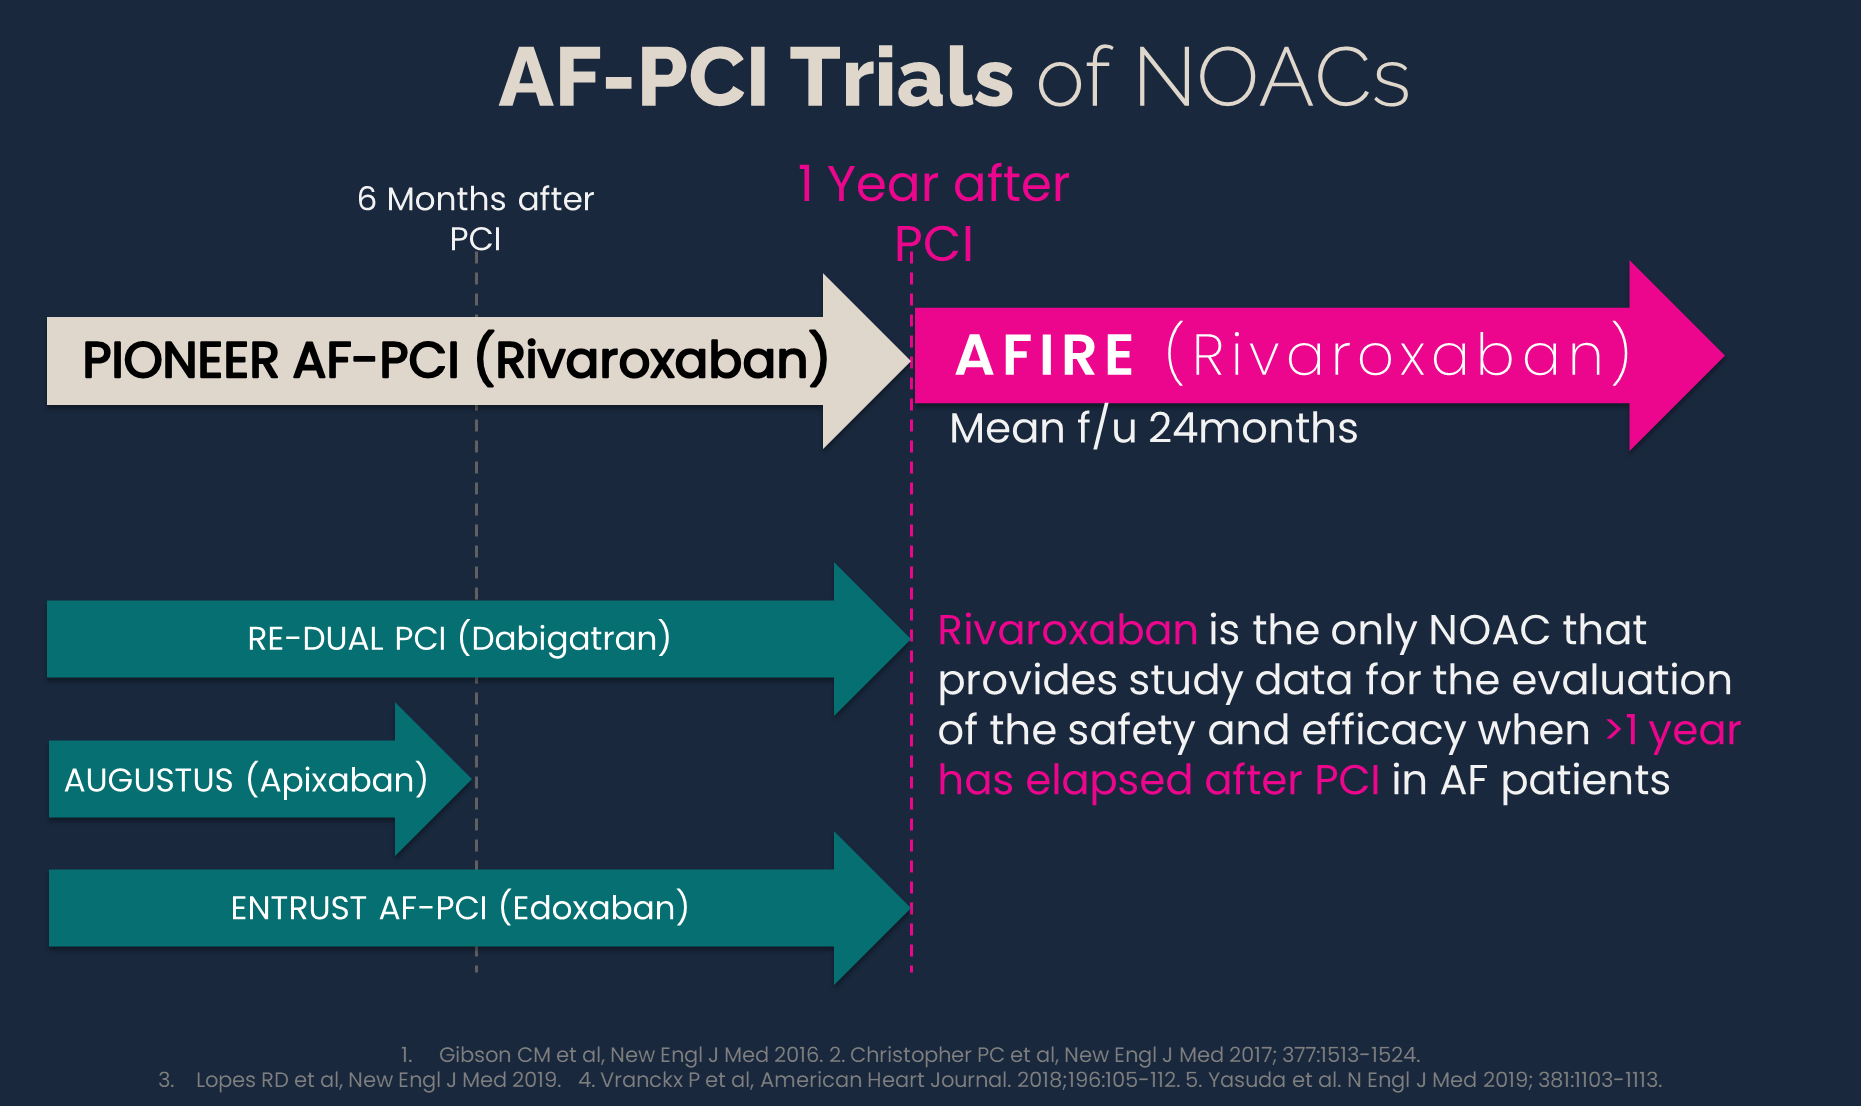 AF-PCI Trials of NOACs
6 Months after
PCI
1 Year after
PCI
PIONEER AF-PCI (Rivaroxaban)
AFIRE (Rivaroxaban)
Mean f/u 24months
RE-DUAL PCI (Dabigatran)
AUGUSTUS (Apixaban)
ENTRUST AF-PCI (Edoxaban)
Rivaroxaban is the only NOAC that
provides study data for the evaluation
of the safety and efficacy when >1 year
has elapsed after PCI in AF patients
1. Gibson CM et al, New Engl J Med 2016. 2. Christopher PC et al, New Engl J Med 2017; 377:1513-1524.
3. Lopes RD et al, New Engl J Med 2019. 4. Vranckx P et al, American Heart Journal. 2018;196:105-112. 5. Yasuda et al. N Engl J Med 2019; 381:1103-1113.